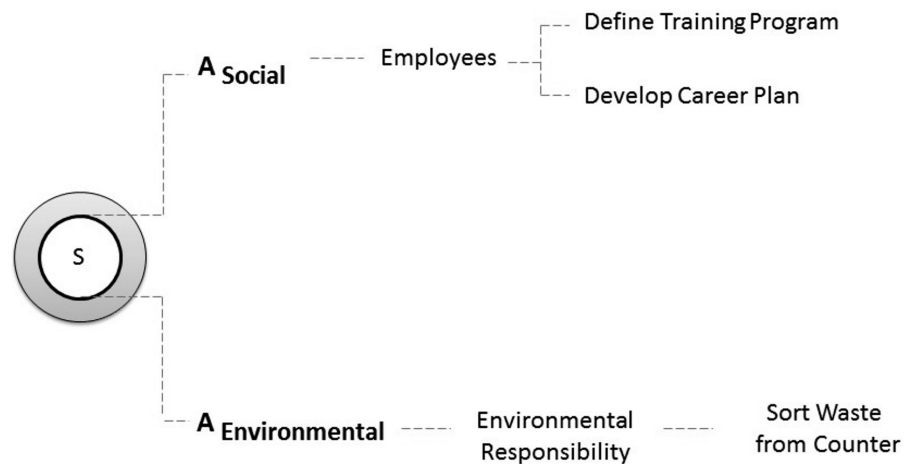 Define Training Program
A Social
Employees
Develop Career Plan
S
A Environmental
Environmental
Responsibility
Sort Waste
from Counter